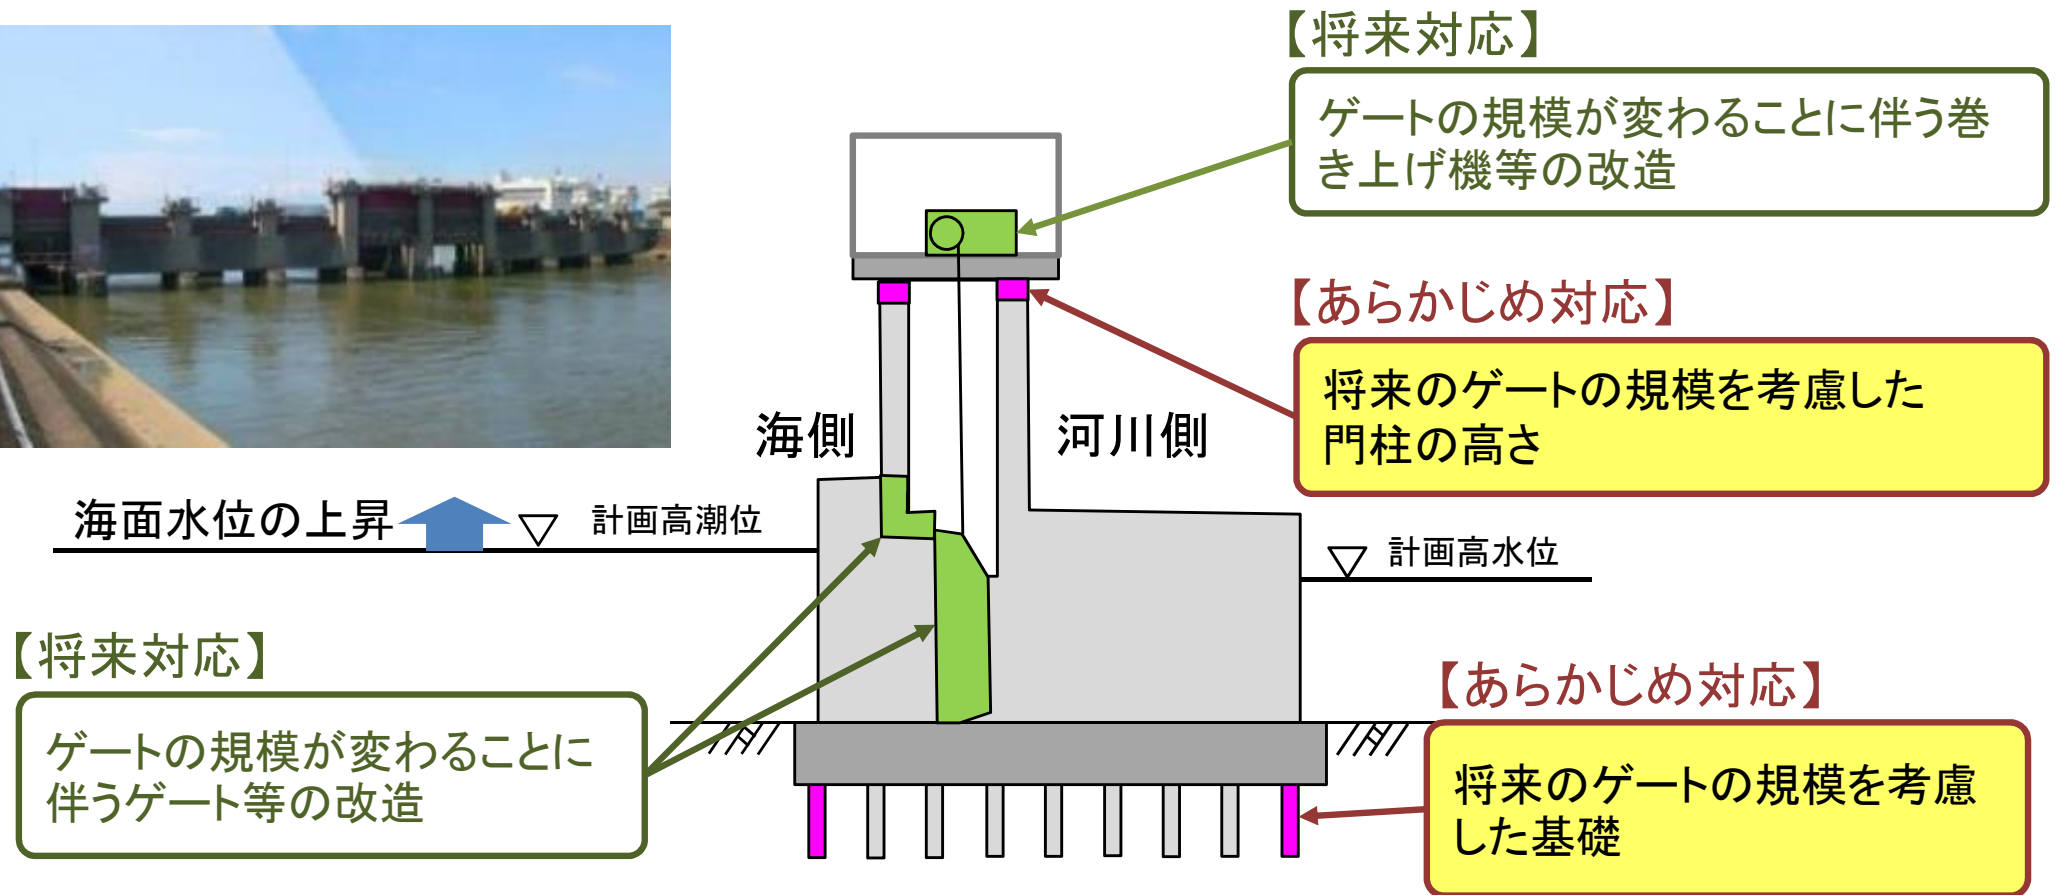 【将来対応】
ゲートの規模が変わることに伴う巻
き上げ機等の改造
【あらかじめ対応】
将来のゲートの規模を考慮した
門柱の高さ
海側
河川側
海面水位の上昇
計画高潮位
計画高水位
【将来対応】
ゲートの規模が変わることに
伴うゲート等の改造
【あらかじめ対応】
将来のゲートの規模を考慮
した基礎